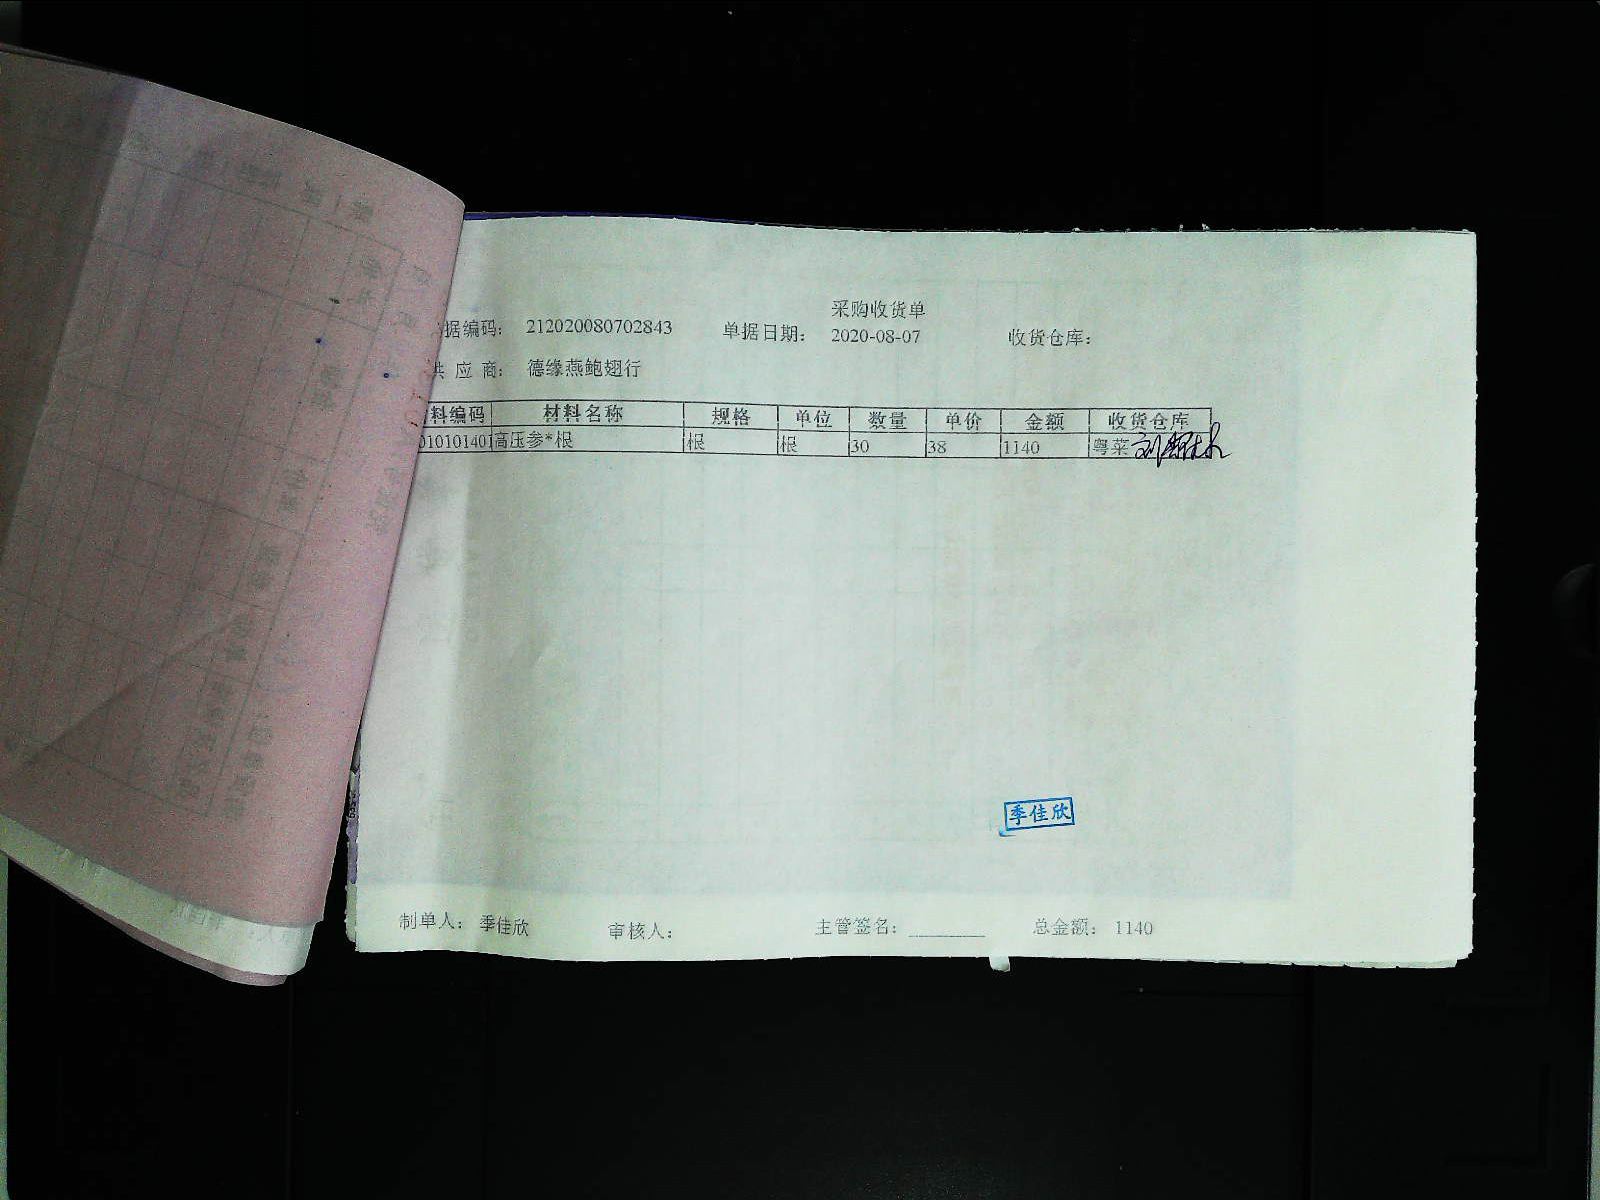 采购收货单
据编码： 212020080702843 单据日期： 2020-08-07 收货仓库：
供 应 商： 德缘燕鲍翅行
料编码 材料名称 规格 单位 数量 单价 金额 收货仓库
010101401 高压参*根 根 根 30 38 1140 粤菜
季佳欣
制单人： 季佳欣 审核人： 主管签名： ________ 总金额： 1140